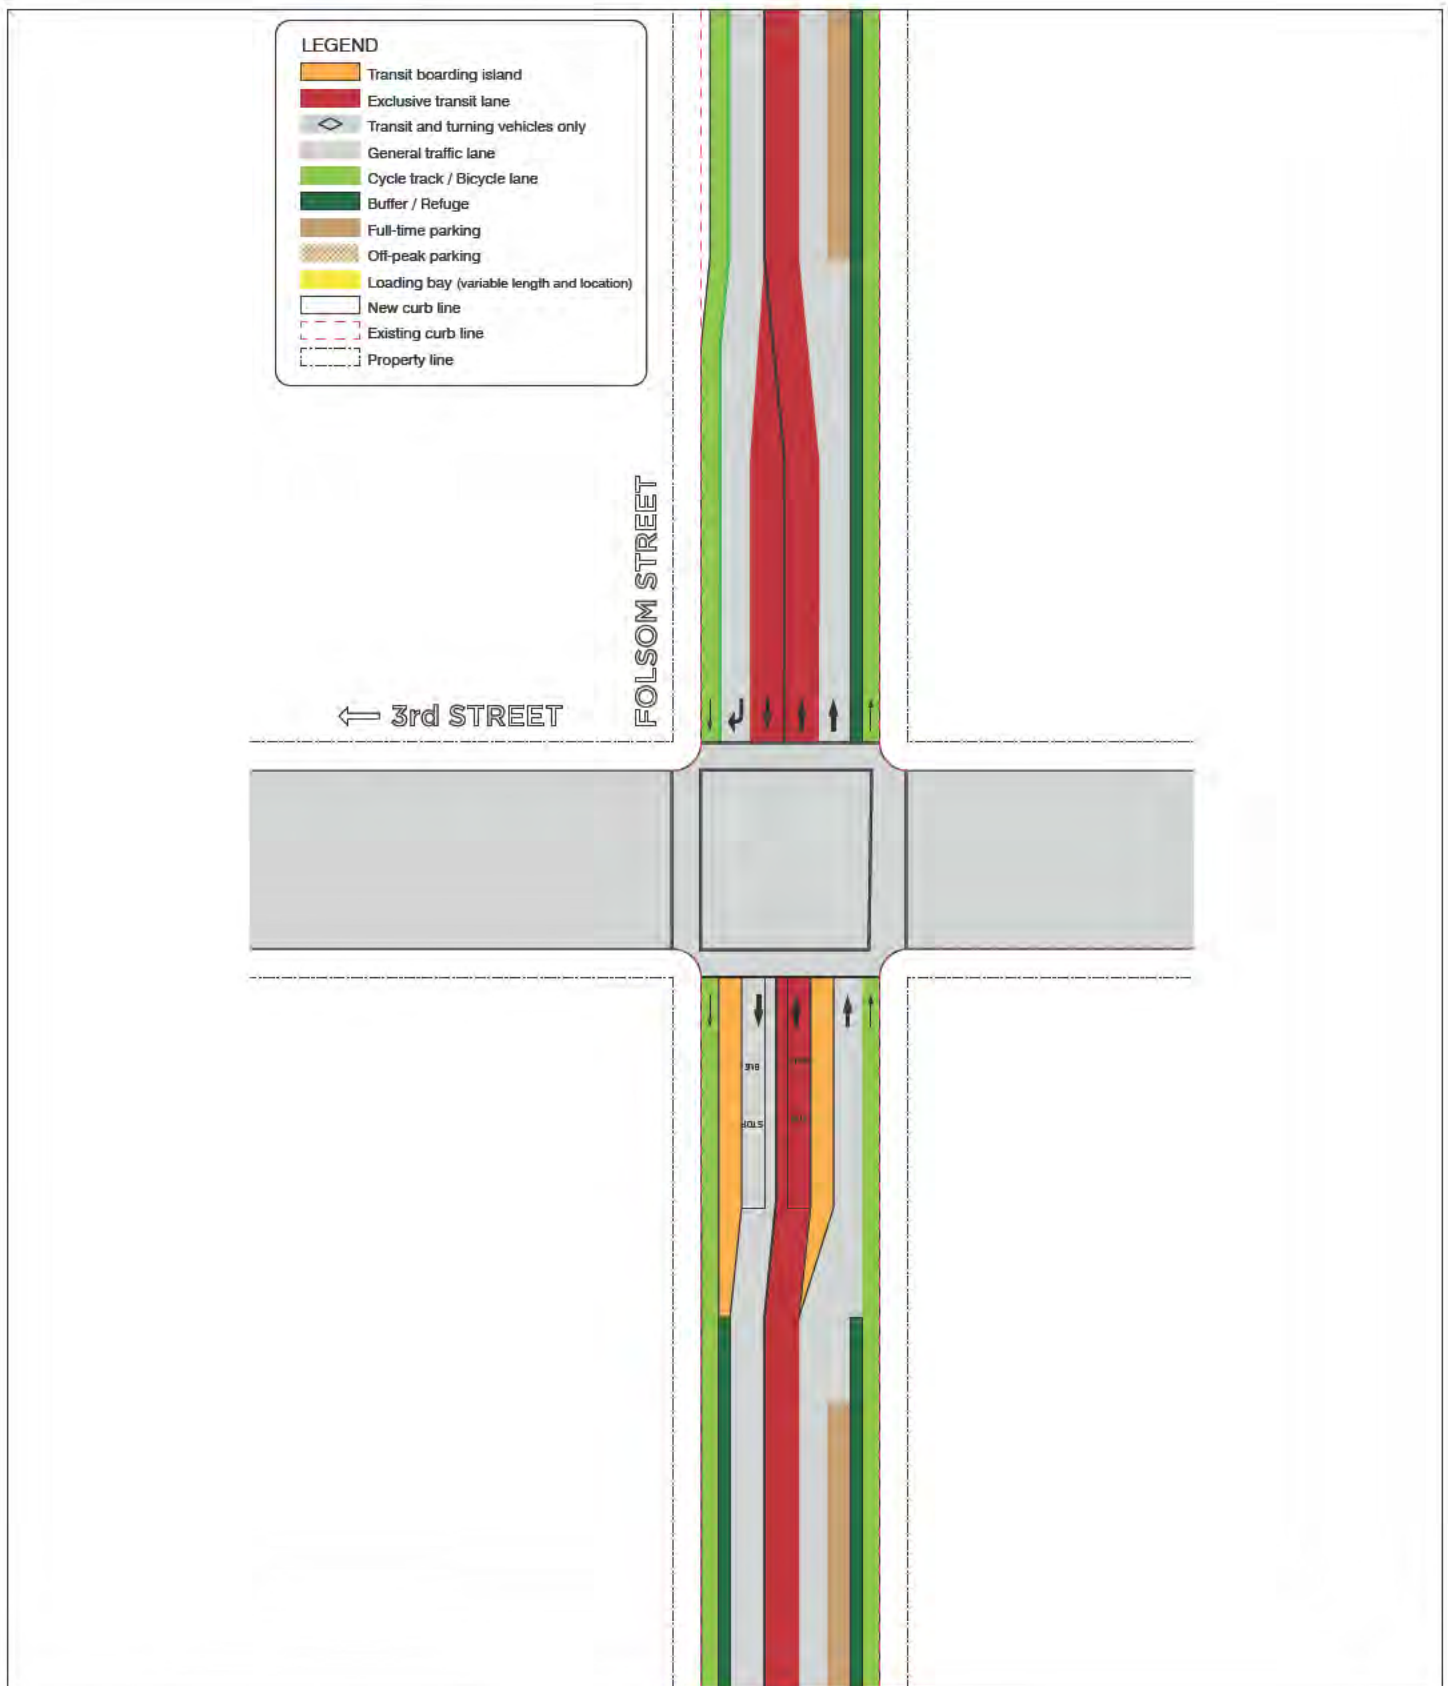 LEGEND
Transit boarding island
Exclusive transit lane
Transit and turning vehicles only
General traffic lane
Cycle track / Bicycle lane
Buffer / Refuge
Full-time parking
Off-peak parking
Loading bay (variable length and location)
New curb line
Existing curb line
Property line
FOLSOM STREET
3rd STREET
BUS
STOP